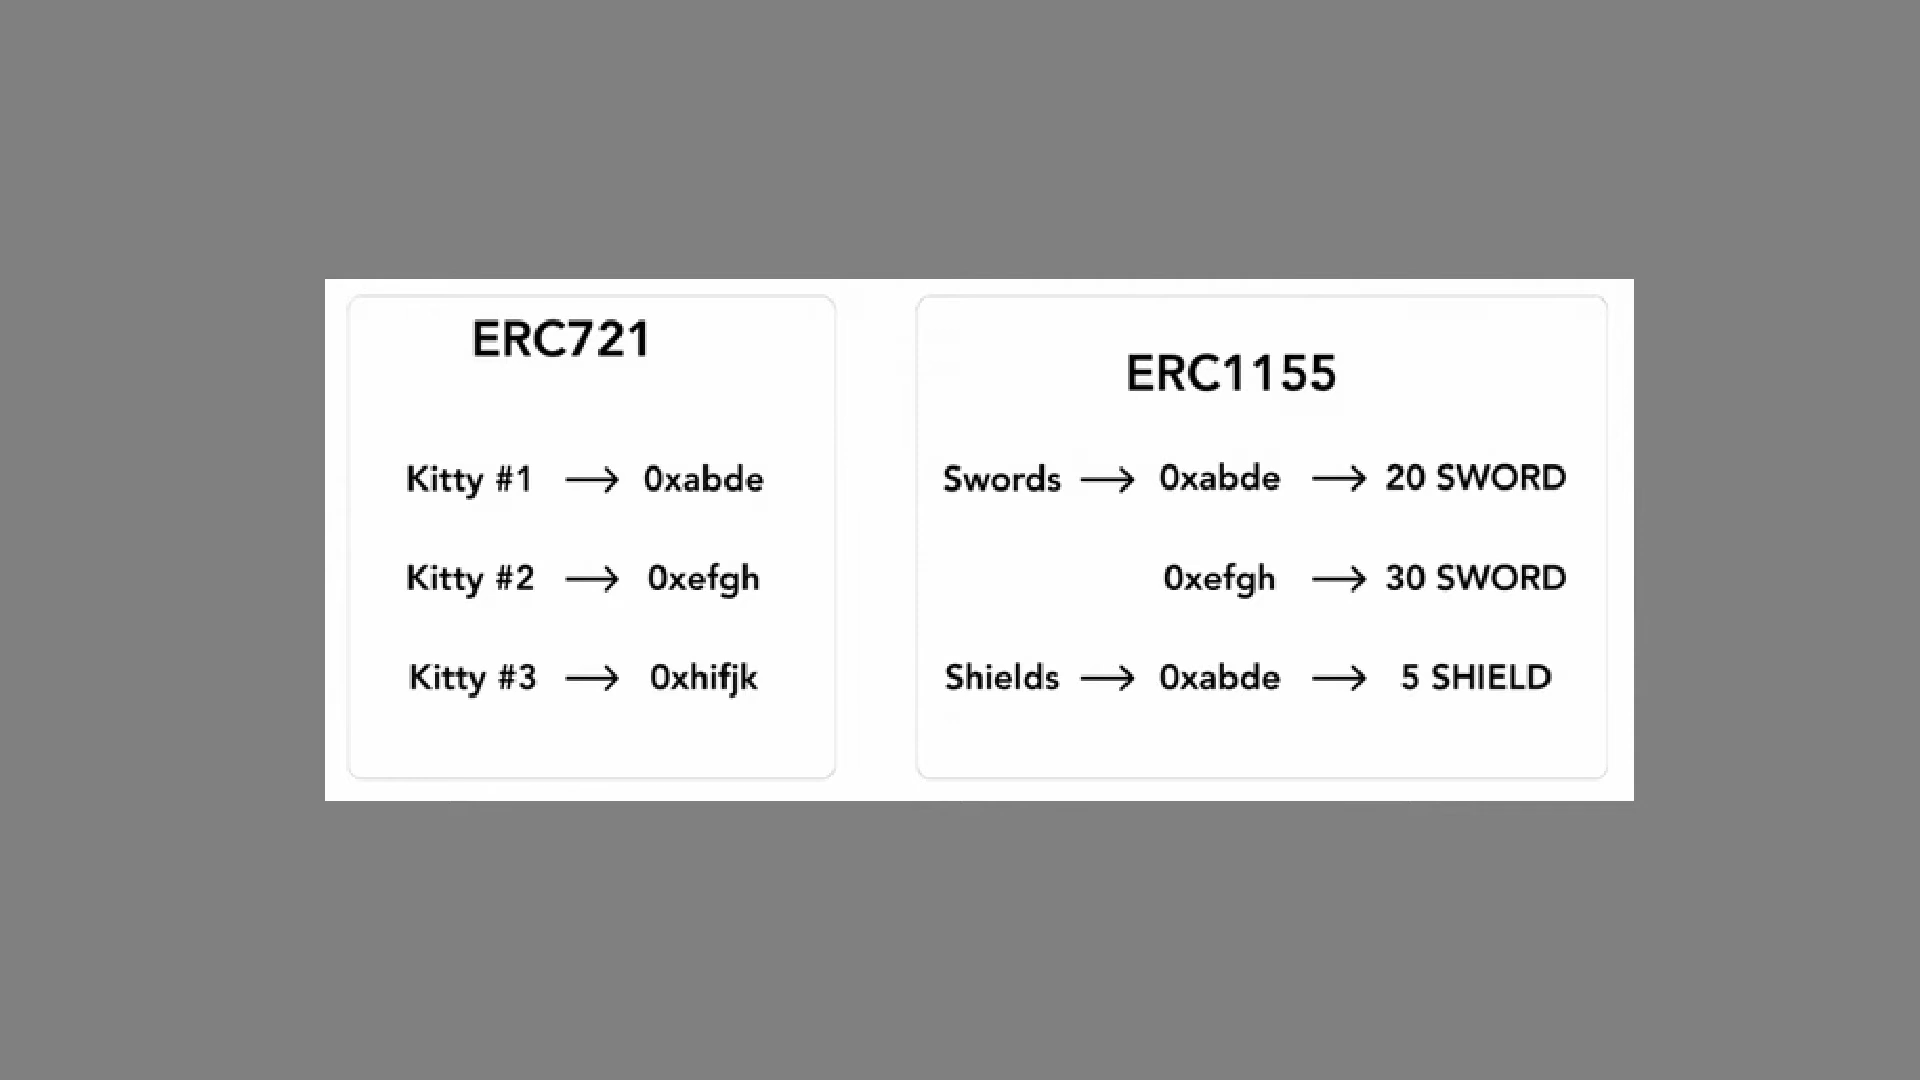 ERC721
Kitty #1 → 0xabde
Kitty #2 → 0xefgh
Kitty #3 → 0xhifjk
ERC1155
Swords → 0xabde → 20 SWORD
0xefgh → 30 SWORD
Shields → 0xabde → 5 SHIELD